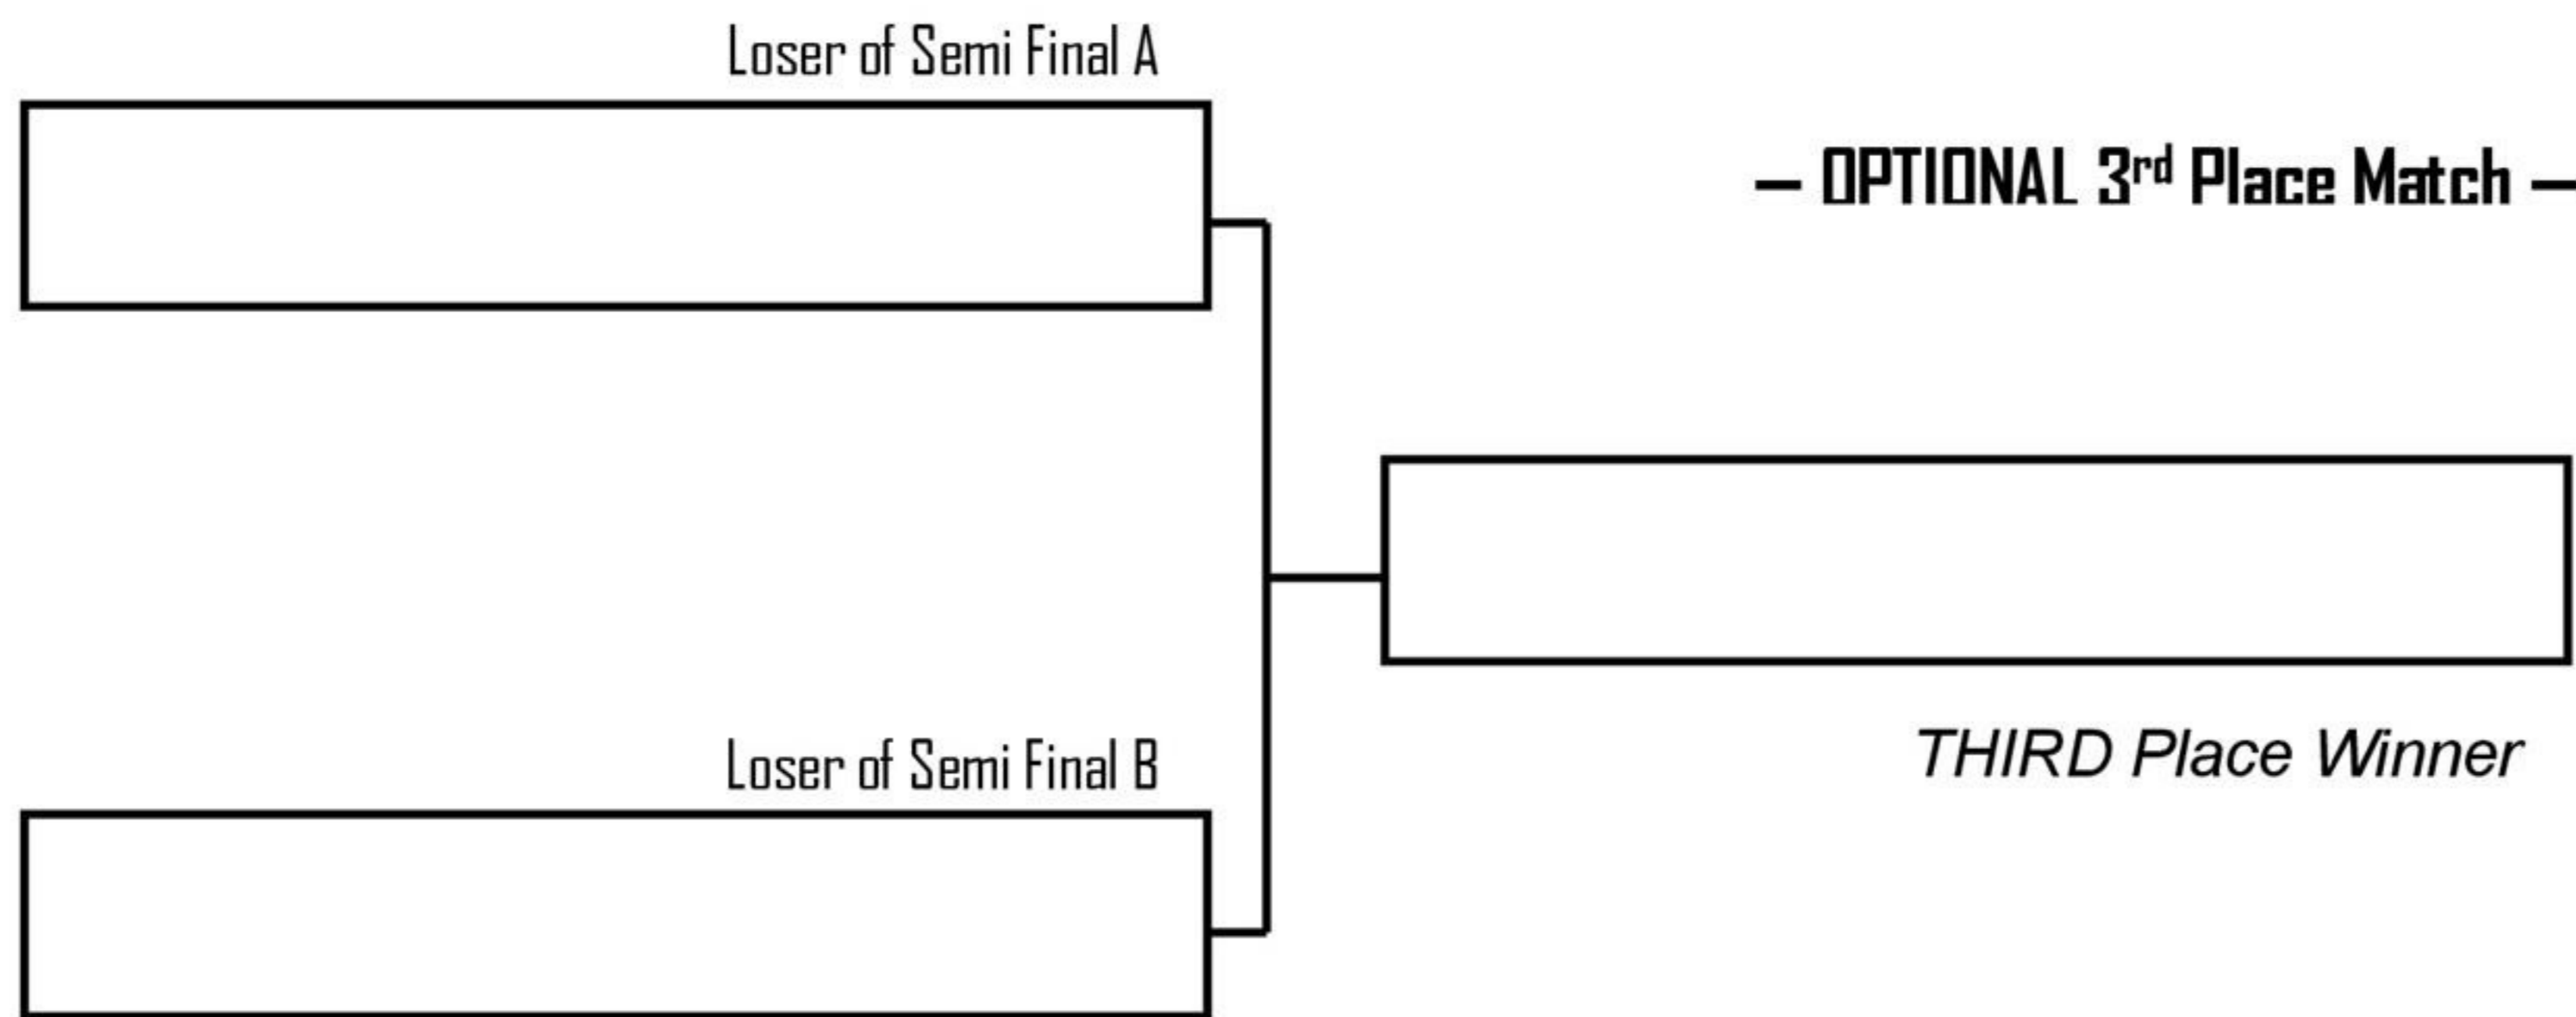 Loser of Semi Final A
– OPTIONAL 3rd Place Match –
THIRD Place Winner
Loser of Semi Final B